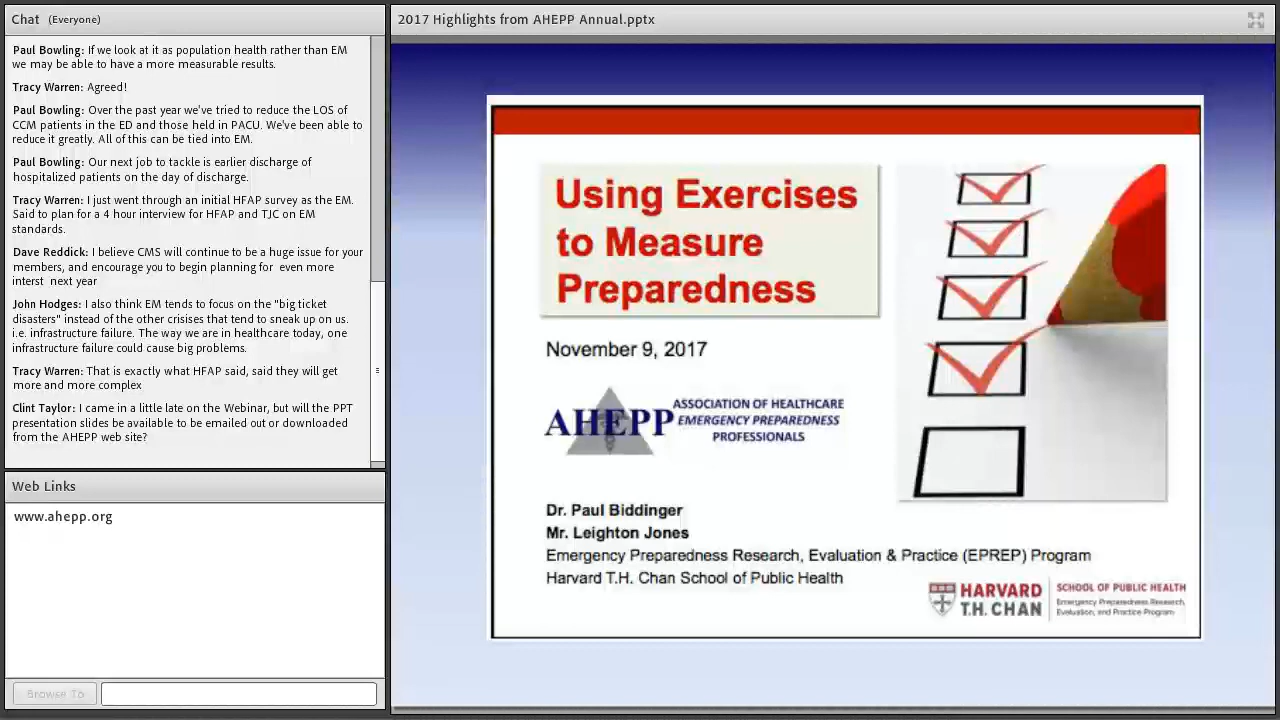 Chat (Everyone)
Paul Bowling: If we look at it as population health rather than EM
we may be able to have a more measurable results.
Tracy Warren: Agreed!
Paul Bowling: Over the past year we've tried to reduce the LOS of
CCM patients in the ED and those held in PACU. We've been able to
reduce it greatly. All of this can be tied into EM.
Paul Bowling: Our next job to tackle is earlier discharge of
hospitalized patients on the day of discharge.
Tracy Warren: I just went through an initial HFAP survey as the EM.
Said to plan for a 4 hour interview for HFAP and TJC on EM
standards.
Dave Reddick: I believe CMS will continue to be a huge issue for your
members, and encourage you to begin planning for even more
interst next year
John Hodges: I also think EM tends to focus on the "big ticket
disasters" instead of the other crisises that tend to sneak up on us.
i.e. infrastructure failure. The way we are in healthcare today, one
infrastructure failure could cause big problems.
Tracy Warren: That is exactly what HFAP said, said they will get
more and more complex
Clint Taylor: I came in a little late on the Webinar, but will the PPT
presentation slides be available to be emailed out or downloaded
from the AHEPP web site?
Web Links
www.ahepp.org
Browse To
2017 Highlights from AHEPP Annual.pptx
Using Exercises
to Measure
Preparedness
November 9, 2017
AHEPP
ASSOCIATION OF HEALTHCARE
EMERGENCY PREPAREDNESS
PROFESSIONALS
Dr. Paul Biddinger
Mr. Leighton Jones
Emergency Preparedness Research, Evaluation & Practice (EPREP) Program
Harvard T.H. Chan School of Public Health
HARVARD
T.H. CHAN
SCHOOL OF PUBLIC HEALTH
Emergency Preparedness Research,
Evaluation, and Practice Program